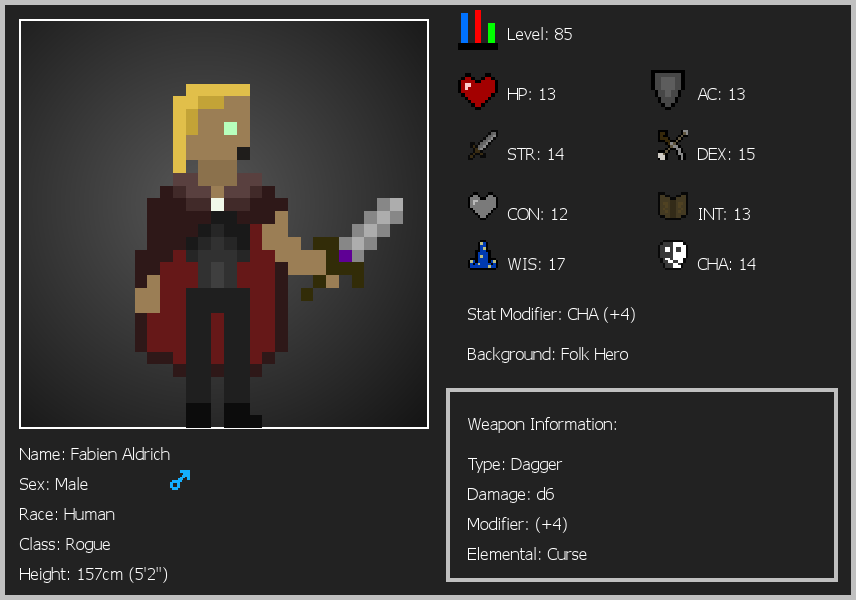 Level: 85
HP: 13
AC: 13
STR: 14
DEX: 15
CON: 12
INT: 13
WIS: 17
CHA: 14
Stat Modifier: CHA (+4)
Background: Folk Hero
Weapon Information:
Type: Dagger
Damage: d6
Modifier: (+4)
Elemental: Curse
Name: Fabien Aldrich
Sex: Male
Race: Human
Class: Rogue
Height: 157cm (5'2")